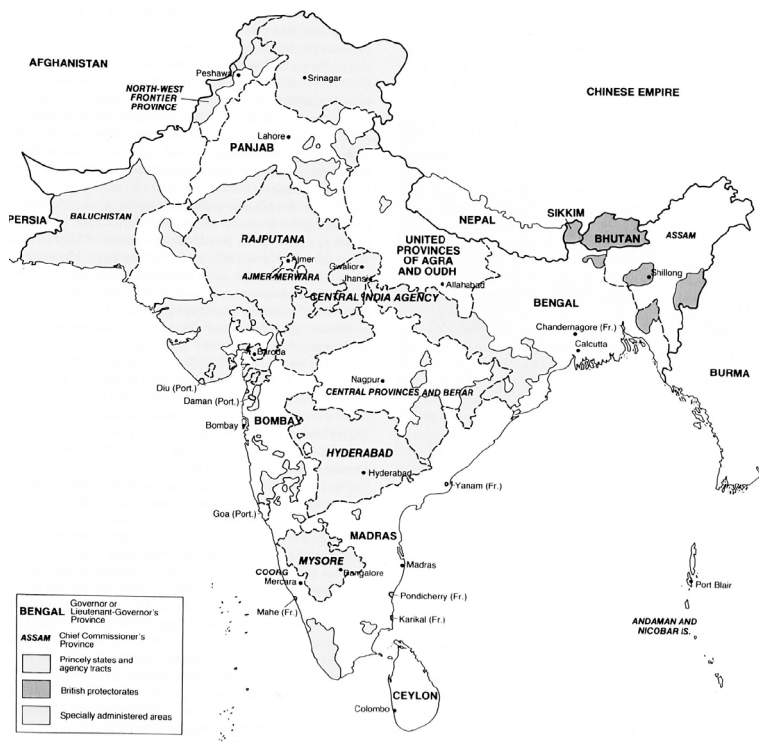 AFGHANISTAN
Peshawar
Srinagar
NORTH-WEST
FRONTIER
PROVINCE
CHINESE EMPIRE
Lahore
PANJAB
PERSIA
BALUCHISTAN
NEPAL
SIKKIM
BHUTAN
ASSAM
RAJPUTANA
UNITED
PROVINCES
OF AGRA
AND OUDH
Ajmer
Gwalior
AJMER-MERWARA
Jhansi
Shillong
Allahabad
CENTRAL INDIA AGENCY
BENGAL
Chandernagore (Fr.)
Calcutta
Baroda
BURMA
Nagpur
CENTRAL PROVINCES AND BERAR
Diu (Port.)
Daman (Port.)
Bombay
BOMBAY
HYDERABAD
Hyderabad
Yanam (Fr.)
Goa (Port.)
MADRAS
MYSORE
Madras
COORG
Bangalore
Mercara
Port Blair
Pondicherry (Fr.)
Mahe (Fr.)
Karikal (Fr.)
ANDAMAN AND
NICOBAR IS.
CEYLON
Colombo
BENGAL Governor or
Lieutenant-Governor's
Province
ASSAM Chief Commissioner's
Province
Princely states and
agency tracts
British protectorates
Specially administered areas